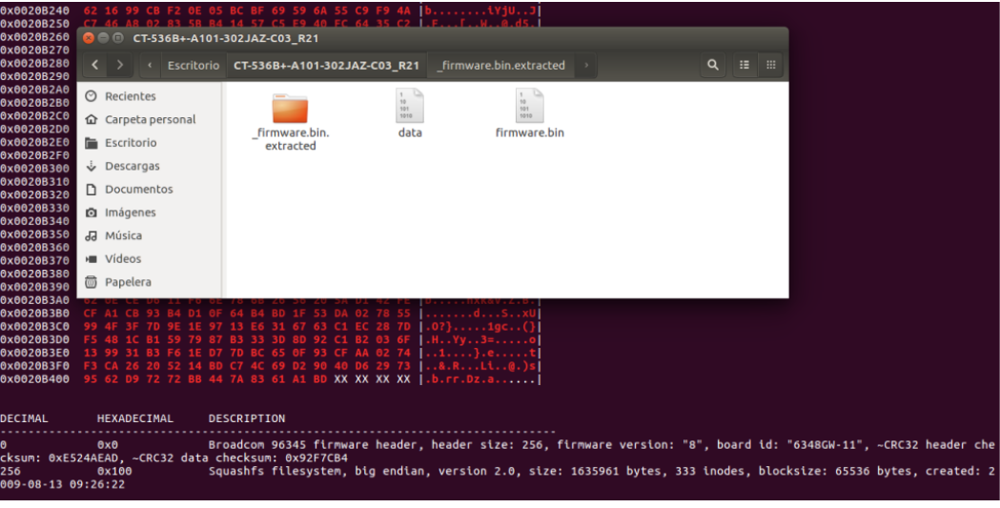 0x0020B240 62 16 99 CB F2 0E 05 BC BF 69 59 6A 55 C9 F9 4A |b........iYjU..J|
0x0020B250 C7 46 A8 02 83 5B B4 14 57 C5 E9 40 FC 64 35 C2
0x0020B260
CT-536B+-A101-302JAZ-C03_R21
0x0020B270
0x0020B280
Escritorio CT-536B+-A101-302JAZ-C03_R21 _firmware.bin.extracted
0x0020B290
0x0020B2A0
Recientes
0x0020B2B0
0x0020B2C0
Carpeta personal
0x0020B2D0
_firmware.bin. data firmware.bin
0x0020B2E0
Escritorio
extracted
0x0020B2F0
0x0020B300
Descargas
0x0020B310
0x0020B320
Documentos
0x0020B330
Imágenes
0x0020B340
0x0020B350
Música
0x0020B360
0x0020B370
Vídeos
0x0020B380
0x0020B390
Papelera
0x0020B3A0
0x0020B3B0 CF A1 CB 93 B4 D1 0F 64 B4 BD 1F 53 DA 02 78 55 |.......d...S..xU|
0x0020B3C0 99 4F 3F 7D 9E 1E 97 13 E6 31 67 63 C1 EC 28 7D |.O?}.....1gc..(}|
0x0020B3D0 F5 48 1C B1 59 79 87 B3 33 3D 8D 92 C1 B2 03 6F |.H..Yy..3=.....o|
0x0020B3E0 13 99 31 B3 F6 1E D7 7D BC 65 0F 93 CF AA 02 74 |..1....}.e.....t|
0x0020B3F0 F3 CA 26 20 52 14 BD C7 4C 69 D2 90 40 D6 29 73 |..&.R...Li..@.)s|
0x0020B400 95 62 D9 72 72 BB 44 7A 83 61 A1 BD XX XX XX XX |.b.rr.Dz.a......|
DECIMAL HEXADECIMAL DESCRIPTION
--------------------------------------------------------------------------------
0 0x0 Broadcom 96345 firmware header, header size: 256, firmware version: "8", board id: "6348GW-11", ~CRC32 header che
cksum: 0xE524AEAD, ~CRC32 data checksum: 0x92F7CB4
256 0x100 Squashfs filesystem, big endian, version 2.0, size: 1635961 bytes, 333 inodes, blocksize: 65536 bytes, created: 2
009-08-13 09:26:22